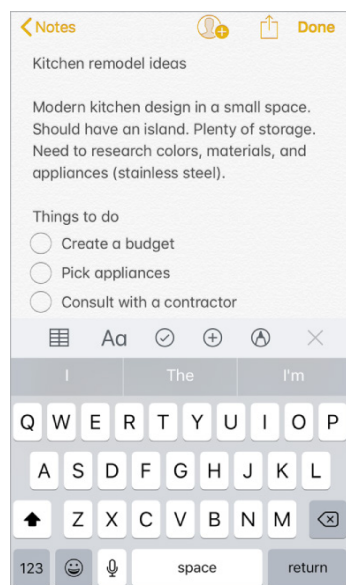 Notes
Done
Kitchen remodel ideas
Modern kitchen design in a small space.
Should have an island. Plenty of storage.
Need to research colors, materials, and
appliances (stainless steel).
Things to do
Create a budget
Pick appliances
Consult with a contractor
Aa
I The I'm
Q W E R T Y U I O P
A S D F G H J K L
Z X C V B N M
123 space return